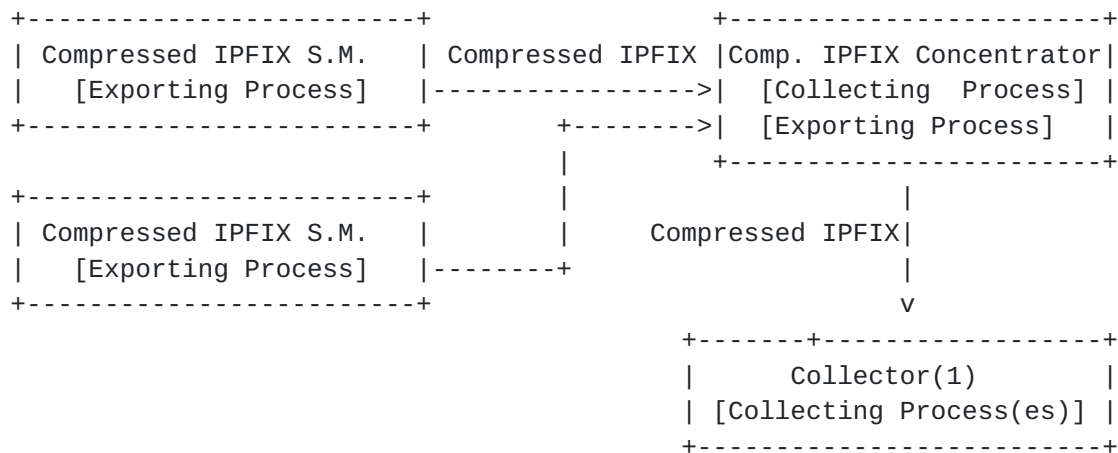 Compressed IPFIX S.M. Compressed IPFIX Comp. IPFIX Concentrator
[Exporting Process] [Collecting Process]
[Exporting Process]
Compressed IPFIX S.M. Compressed IPFIX
[Exporting Process]
v
Collector(1)
[Collecting Process(es)]